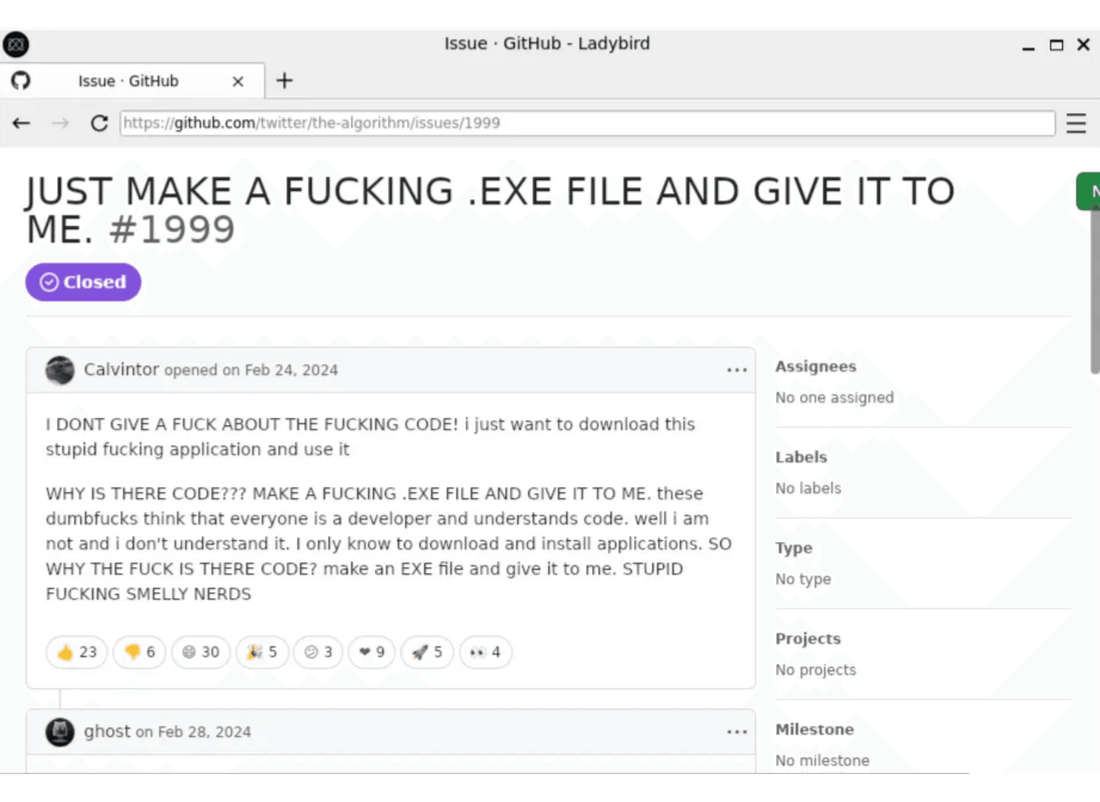 Issue · GitHub - Ladybird
Issue · GitHub
https://github.com/twitter/the-algorithm/issues/1999
JUST MAKE A FUCKING .EXE FILE AND GIVE IT TO
ME. #1999
N
Closed
Calvintor opened on Feb 24, 2024
I DONT GIVE A FUCK ABOUT THE FUCKING CODE! i just want to download this
stupid fucking application and use it
WHY IS THERE CODE??? MAKE A FUCKING .EXE FILE AND GIVE IT TO ME. these
dumbfucks think that everyone is a developer and understands code. well i am
not and i don't understand it. I only know to download and install applications. SO
WHY THE FUCK IS THERE CODE? make an EXE file and give it to me. STUPID
FUCKING SMELLY NERDS
👍 23 👎 6 😄 30 🎉 5 😕 3 ❤ 9 🚀 5 👀 4
ghost on Feb 28, 2024
Assignees
No one assigned
Labels
No labels
Type
No type
Projects
No projects
Milestone
No milestone